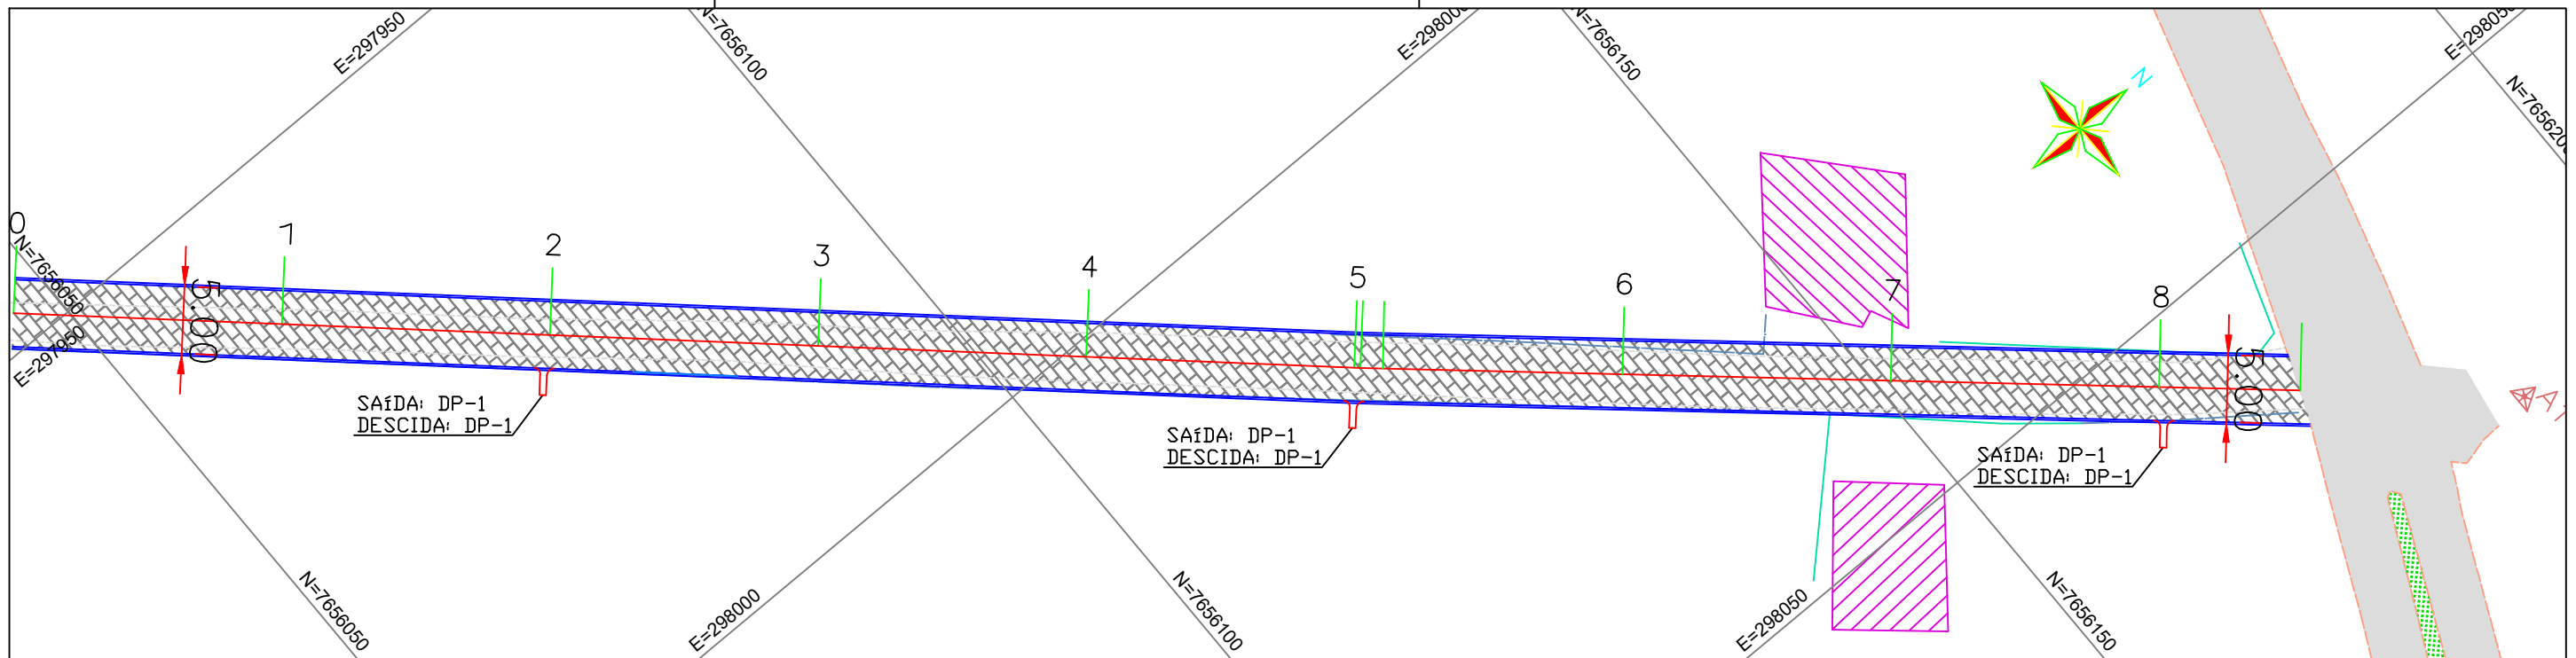 E=297950
N=7656100
E=298000
N=7656150
E=298050
N
0
1
2
3
4
5
6
7
8
N=7656050
E=297950
5.00
5.00
SAÍDA: DP-1
DESCIDA: DP-1
SAÍDA: DP-1
DESCIDA: DP-1
SAÍDA: DP-1
DESCIDA: DP-1
N=7656050
E=298000
N=7656100
E=298050
N=7656150